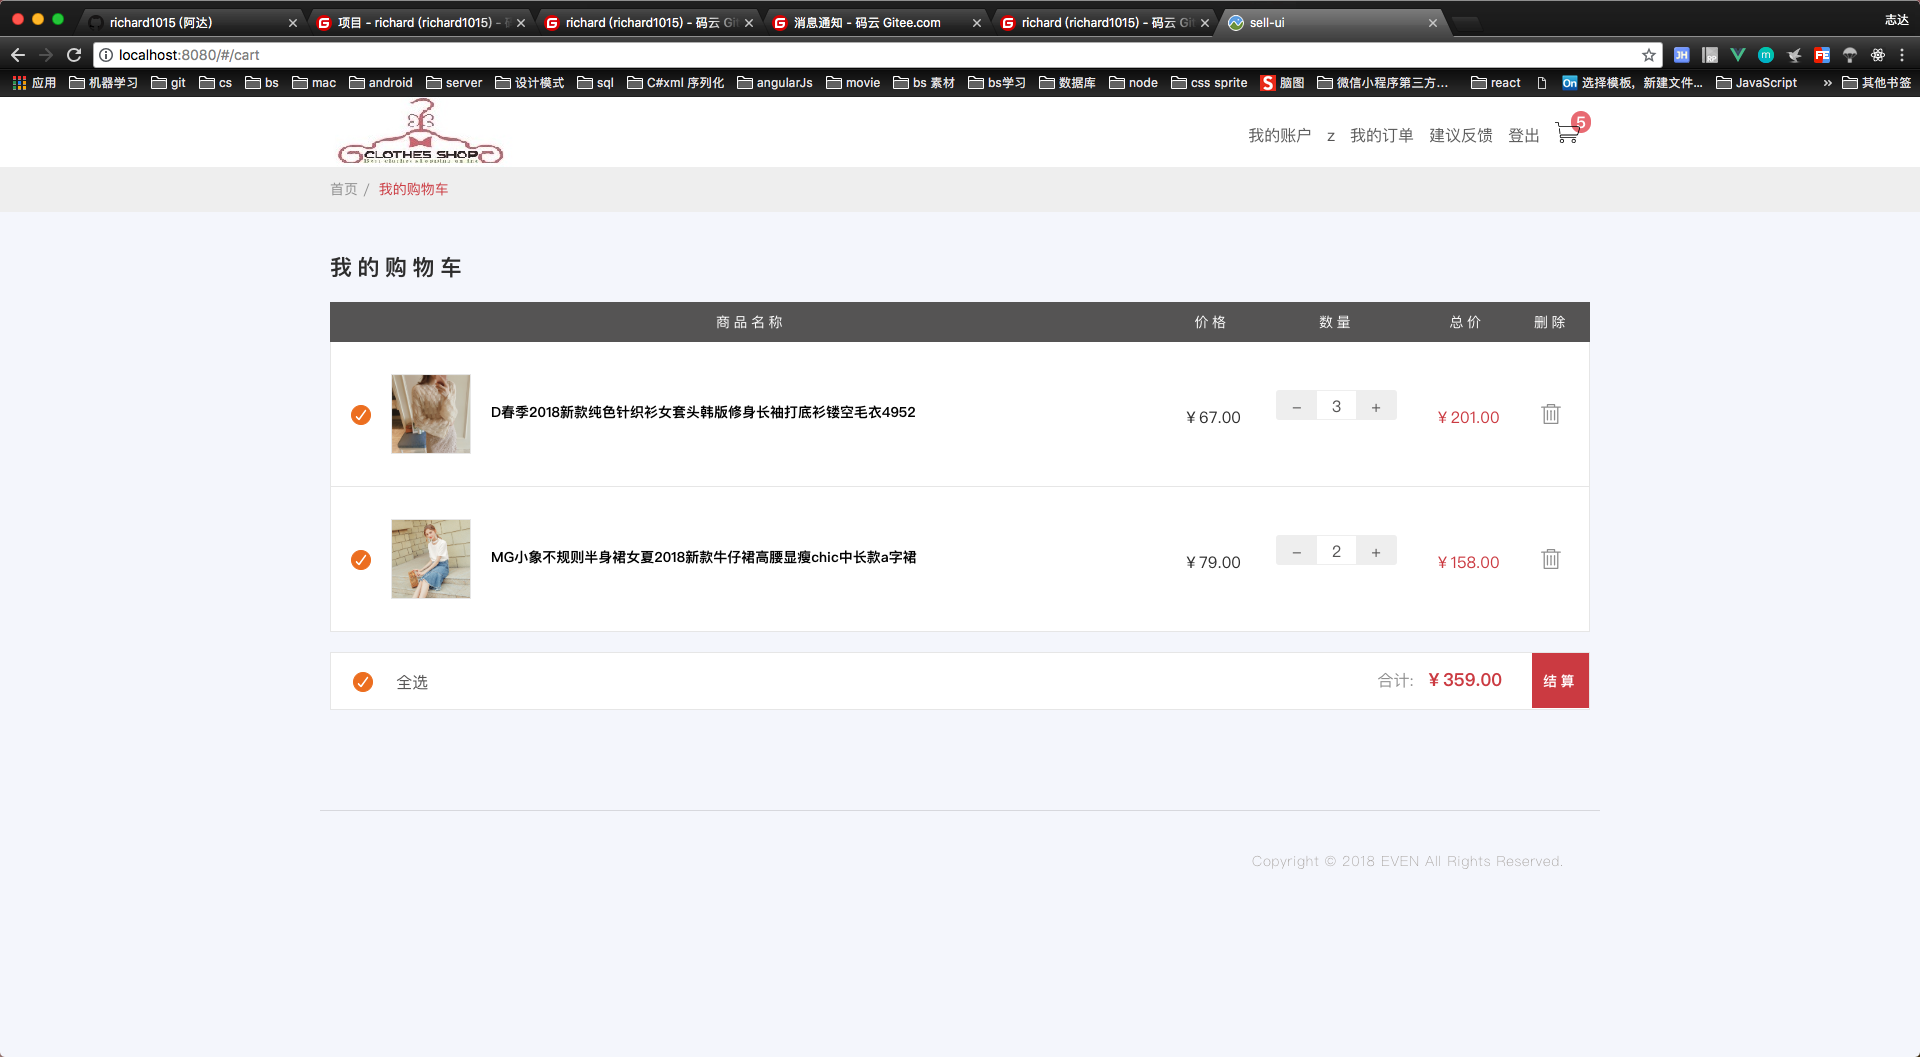 richard1015 (阿达)
项目 - richard (richard1015) -
richard (richard1015) - 码云 Git
消息通知 - 码云 Gitee.com
richard (richard1015) - 码云 Git
sell-ui
志达
localhost:8080/#/cart
应用 机器学习 git cs bs mac android server 设计模式 sql C#xml 序列化 angularJs movie bs 素材 bs学习 数据库 node css sprite 脑图 微信小程序第三方... react On 选择模板，新建文件... JavaScript » 其他书签
CLOTHES SHOP
我的账户 z 我的订单 建议反馈 登出 5
首页 / 我的购物车
我的购物车
商品名称 价格 数量 总价 删除
D春季2018新款纯色针织衫女套头韩版修身长袖打底衫镂空毛衣4952 ￥67.00 − 3 + ￥201.00
MG小象不规则半身裙女夏2018新款牛仔裙高腰显瘦chic中长款a字裙 ￥79.00 − 2 + ￥158.00
全选 合计: ￥359.00 结算
Copyright © 2018 EVEN All Rights Reserved.